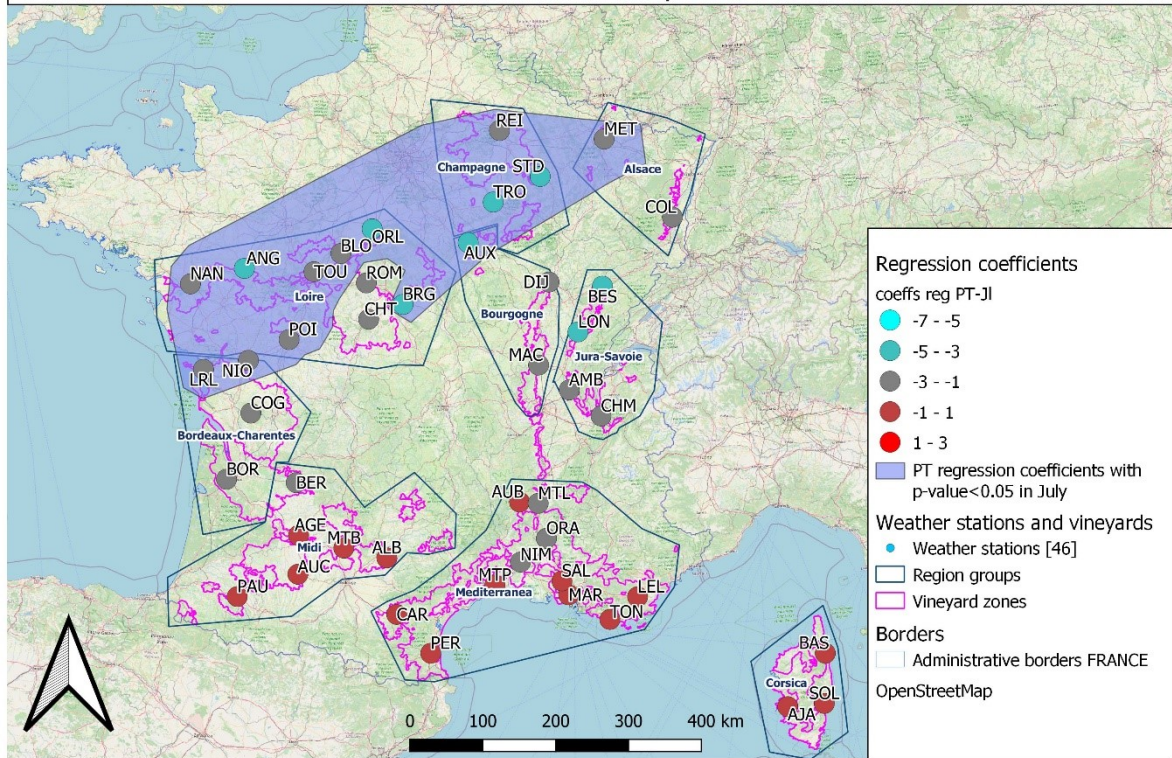 REI
MET
Champagne
STD
Alsace
TRO
COL
ORL
AUX
BLO
ANG
NAN
TOU
ROM
DIJ
BES
Loire
BRG
CHT
Bourgogne
LON
POI
MAC
Jura-Savoie
NIO
LRL
AMB
CHM
COG
Bordeaux-Charentes
BOR
BER
AUB
MTL
AGE
MTB
ORA
Midi
ALB
NIM
AUC
SAL
MTP
PAU
Mediterranea
MAR
LEL
CAR
TON
PER
BAS
Corsica
SOL
AJA
0 100 200 300 400 km
Regression coefficients
coeffs reg PT-Jl
-7 - -5
-5 - -3
-3 - -1
-1 - 1
1 - 3
PT regression coefficients with
p-value<0.05 in July
Weather stations and vineyards
Weather stations [46]
Region groups
Vineyard zones
Borders
Administrative borders FRANCE
OpenStreetMap